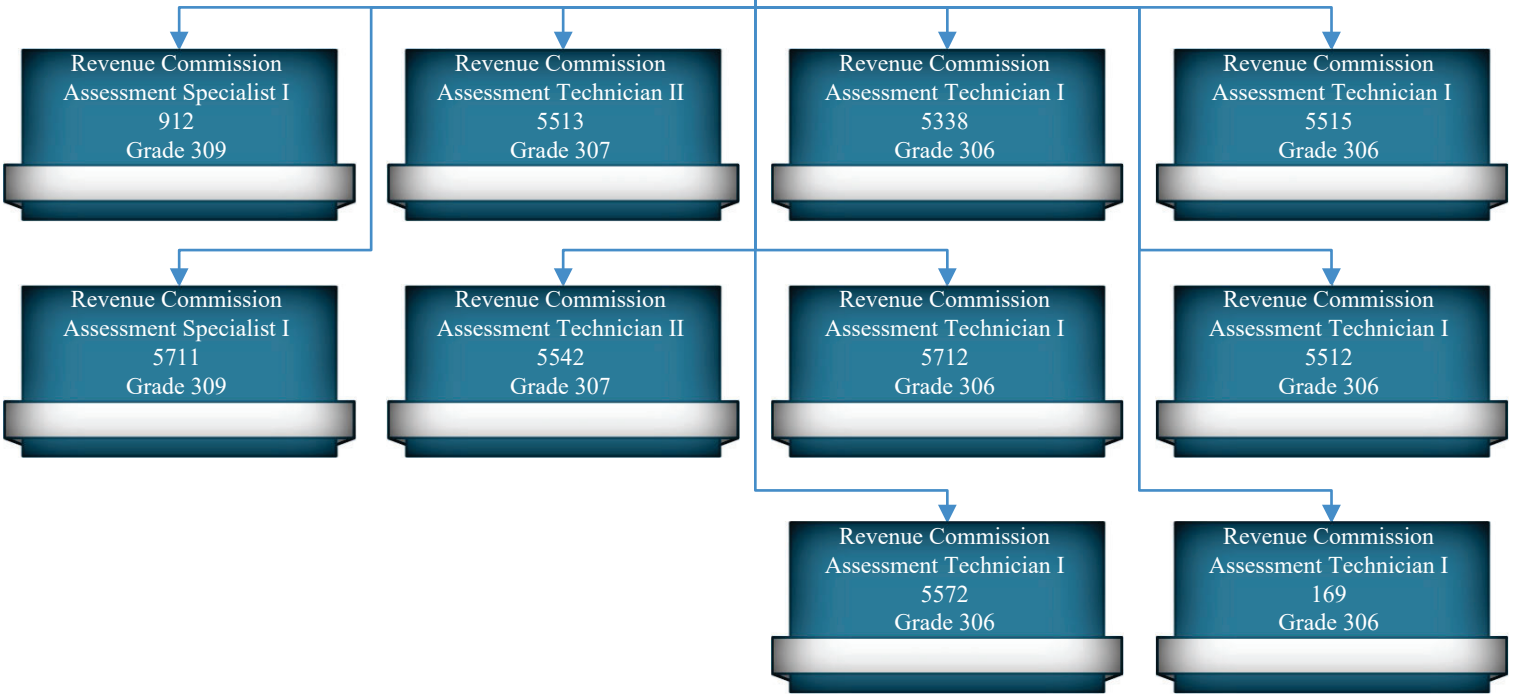 Revenue Commission
Assessment Specialist I
912
Grade 309
Revenue Commission
Assessment Technician II
5513
Grade 307
Revenue Commission
Assessment Technician I
5338
Grade 306
Revenue Commission
Assessment Technician I
5515
Grade 306
Revenue Commission
Assessment Specialist I
5711
Grade 309
Revenue Commission
Assessment Technician II
5542
Grade 307
Revenue Commission
Assessment Technician I
5712
Grade 306
Revenue Commission
Assessment Technician I
5512
Grade 306
Revenue Commission
Assessment Technician I
5572
Grade 306
Revenue Commission
Assessment Technician I
169
Grade 306